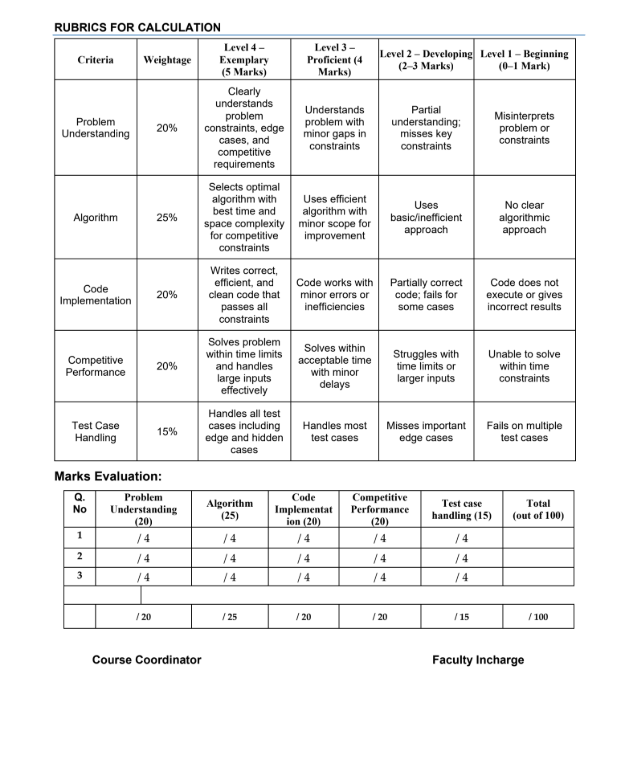 RUBRICS FOR CALCULATION
Criteria
Weightage
Level 4 –
Exemplary
(5 Marks)
Level 3 –
Proficient (4
Marks)
Level 2 – Developing
(2–3 Marks)
Level 1 – Beginning
(0–1 Mark)
Problem
Understanding
20%
Clearly
understands
problem
constraints, edge
cases, and
competitive
requirements
Understands
problem with
minor gaps in
constraints
Partial
understanding;
misses key
constraints
Misinterprets
problem or
constraints
Algorithm
25%
Selects optimal
algorithm with
best time and
space complexity
for competitive
constraints
Uses efficient
algorithm with
minor scope for
improvement
Uses
basic/inefficient
approach
No clear
algorithmic
approach
Code
Implementation
20%
Writes correct,
efficient, and
clean code that
passes all
constraints
Code works with
minor errors or
inefficiencies
Partially correct
code; fails for
some cases
Code does not
execute or gives
incorrect results
Competitive
Performance
20%
Solves problem
within time limits
and handles
large inputs
effectively
Solves within
acceptable time
with minor
delays
Struggles with
time limits or
larger inputs
Unable to solve
within time
constraints
Test Case
Handling
15%
Handles all test
cases including
edge and hidden
cases
Handles most
test cases
Misses important
edge cases
Fails on multiple
test cases
Marks Evaluation:
Q.
No
Problem
Understanding
(20)
Algorithm
(25)
Code
Implementat
ion (20)
Competitive
Performance
(20)
Test case
handling (15)
Total
(out of 100)
1 / 4 / 4 / 4 / 4 / 4
2 / 4 / 4 / 4 / 4 / 4
3 / 4 / 4 / 4 / 4 / 4
/ 20 / 25 / 20 / 20 / 15 / 100
Course Coordinator Faculty Incharge